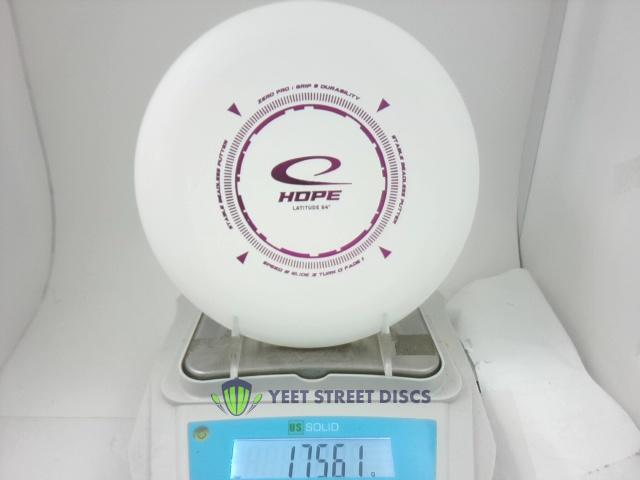 ZERO PRO : GRIP & DURABILITY
STABLE BEADLESS PUTTER
STABLE BEADLESS PUTTER
HOPE
LATITUDE 64°
SPEED 2 GLIDE 3 TURN 0 FADE 1
YEET STREET DISCS
US SOLID
175.61 g